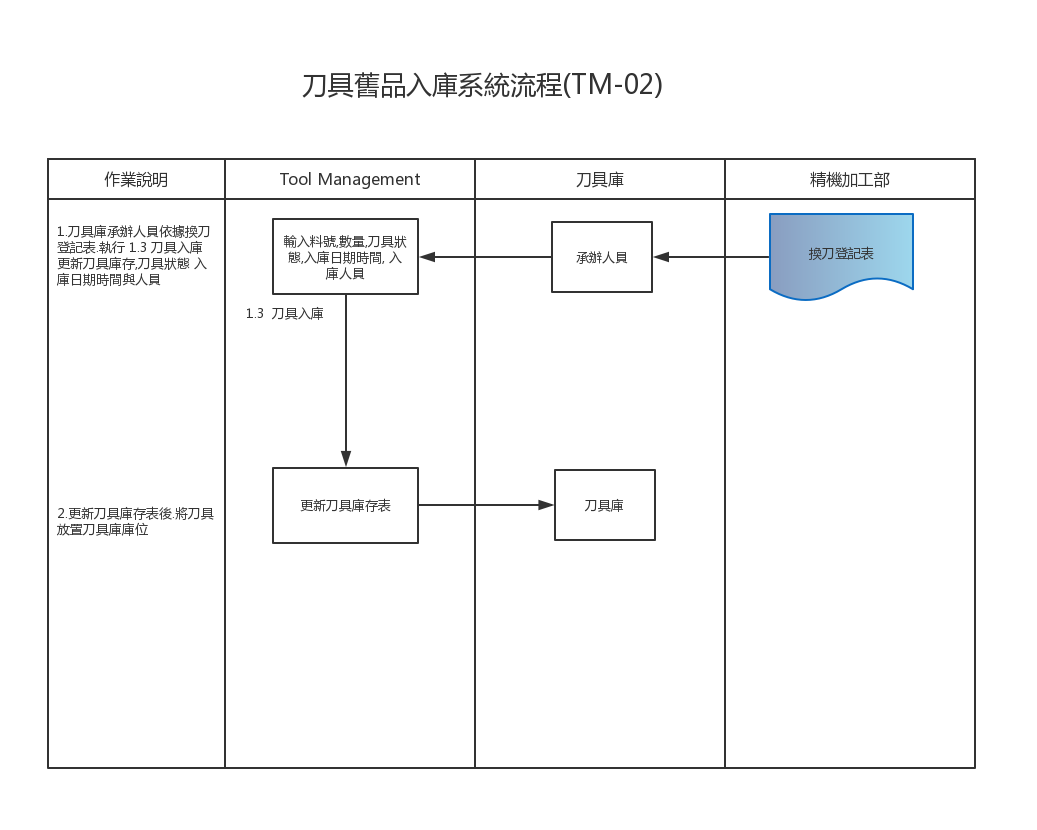 刀具舊品入庫系統流程(TM-02)
作業說明
Tool Management
刀具庫
精機加工部
1.刀具庫承辦人員依據換刀
登記表.執行 1.3 刀具入庫
更新刀具庫存,刀具狀態 入
庫日期時間與人員
輸入料號,數量,刀具狀
態,入庫日期時間, 入
庫人員
承辦人員
換刀登記表
1.3 刀具入庫
2.更新刀具庫存表後.將刀具
放置刀具庫庫位
更新刀具庫存表
刀具庫